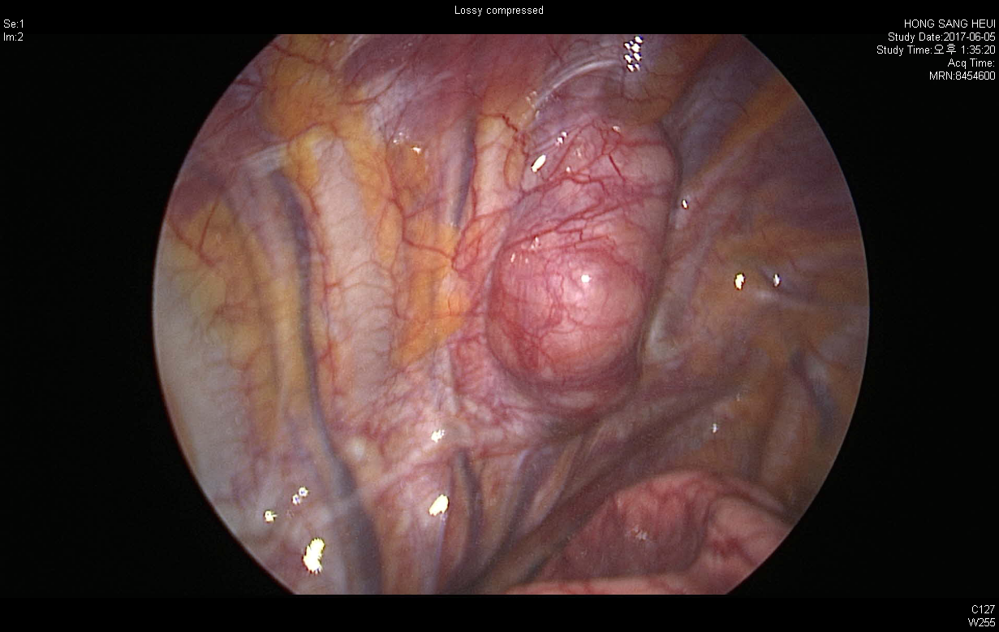 Lossy compressed
Se:1
Im:2
HONG SANG HEUI
Study Date:2017-06-05
Study Time:오후 1:35:20
Acq Time:
MRN:8454600
C127
W255